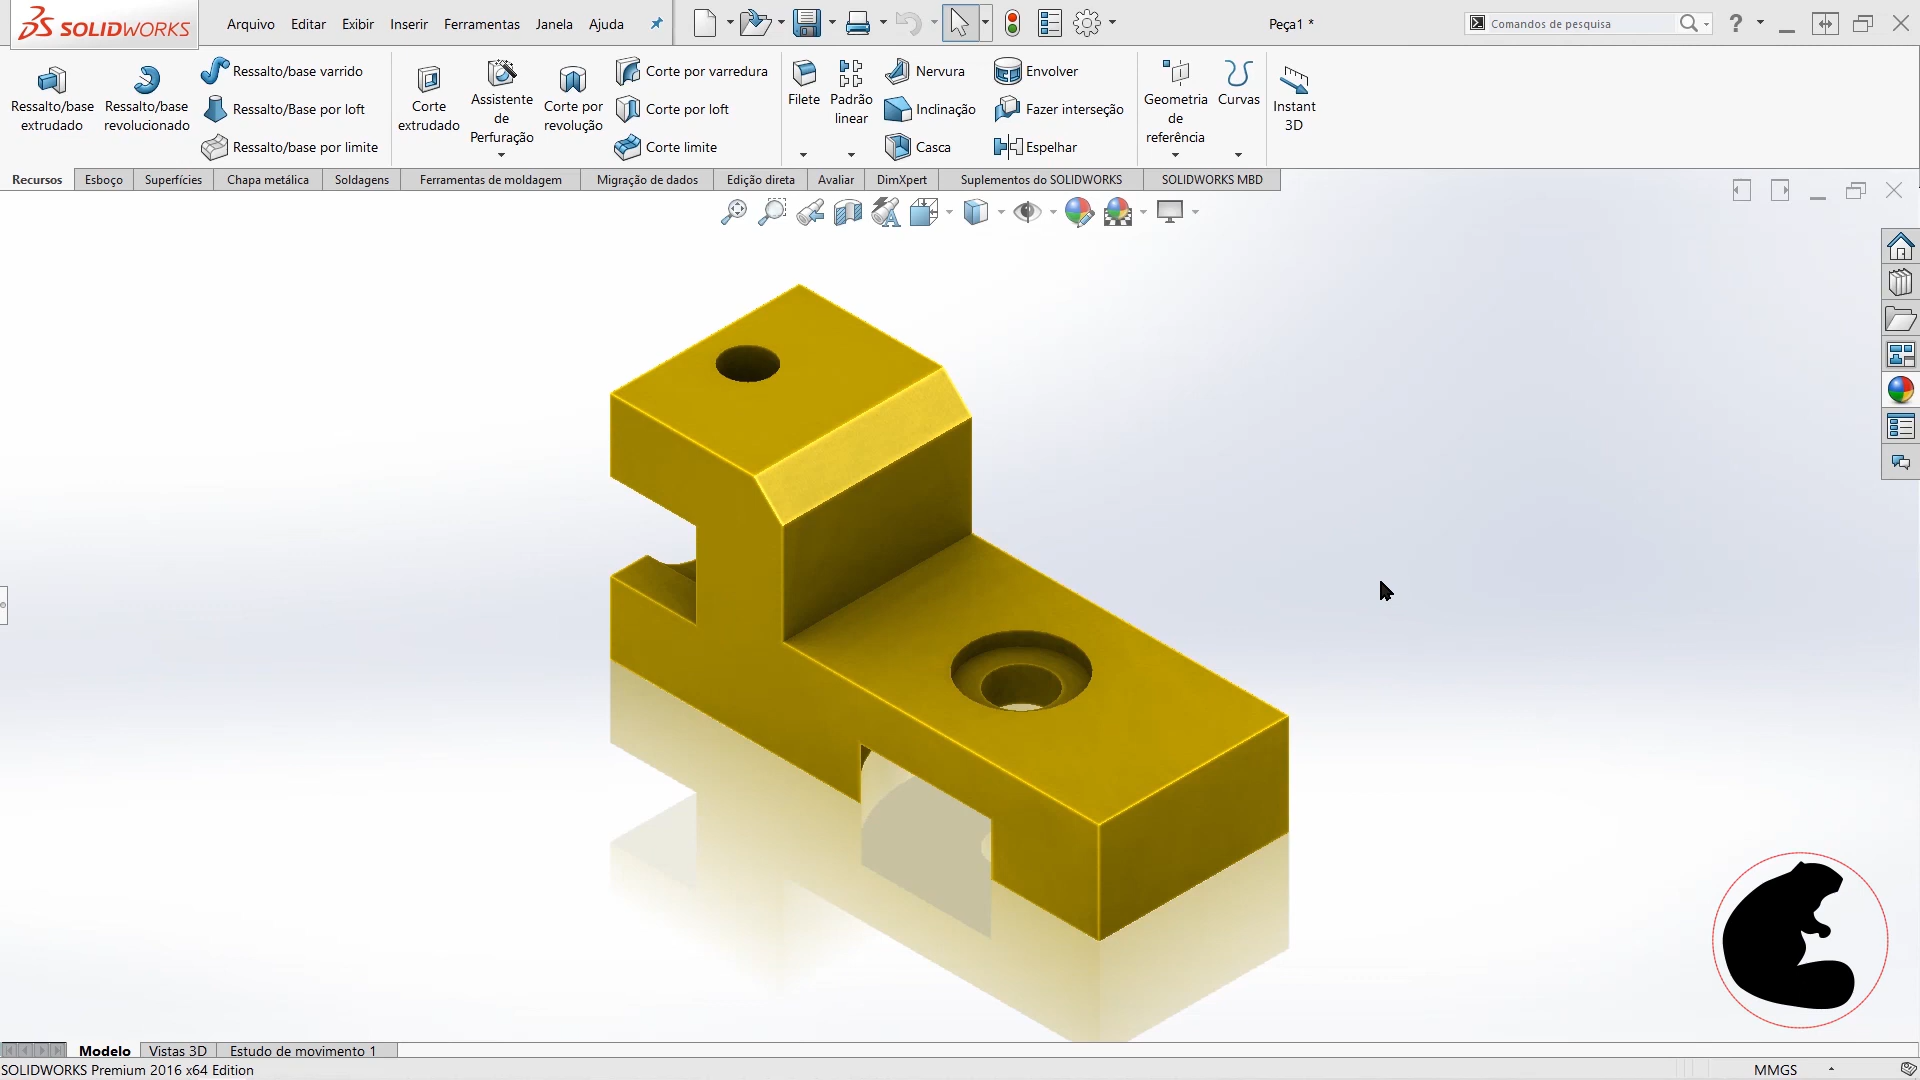 SOLIDWORKS
Arquivo Editar Exibir Inserir Ferramentas Janela Ajuda
Peça1 *
Comandos de pesquisa
?
Ressalto/base extrudado
Ressalto/base revolucionado
Ressalto/base varrido
Ressalto/Base por loft
Ressalto/base por limite
Corte extrudado
Assistente de Perfuração
Corte por revolução
Corte por varredura
Corte por loft
Corte limite
Filete
Padrão linear
Nervura
Inclinação
Casca
Envolver
Fazer interseção
Espelhar
Geometria de referência
Curvas
Instant 3D
Recursos Esboço Superfícies Chapa metálica Soldagens Ferramentas de moldagem Migração de dados Edição direta Avaliar DimXpert Suplementos do SOLIDWORKS SOLIDWORKS MBD
Modelo Vistas 3D Estudo de movimento 1
SOLIDWORKS Premium 2016 x64 Edition
MMGS